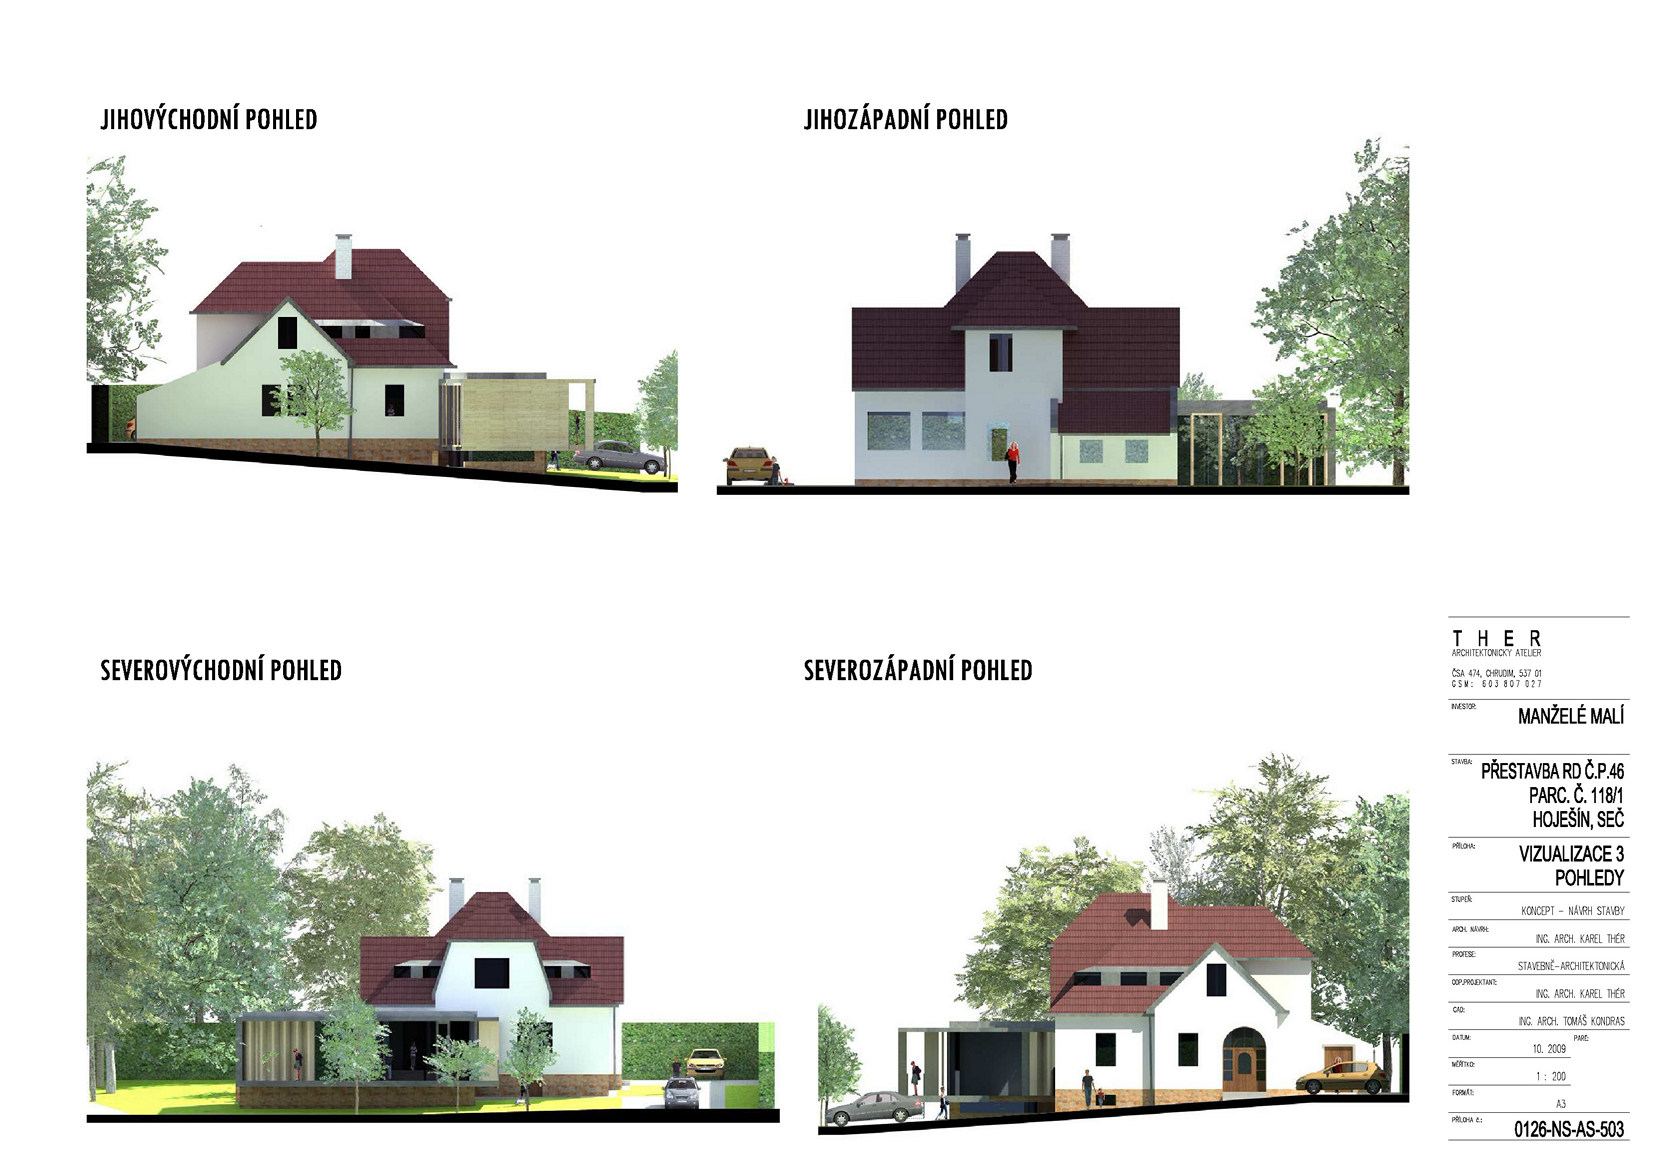 JIHOVÝCHODNÍ POHLED
JIHOZÁPADNÍ POHLED
SEVEROVÝCHODNÍ POHLED
SEVEROZÁPADNÍ POHLED
THER
ARCHITEKTONICKÝ ATELIER
ČSA 474, CHRUDIM, 537 01
GSM: 603 807 027
INVESTOR:
MANŽELÉ MALÍ
STAVBA:
PŘESTAVBA RD Č.P.46
PARC. Č. 118/1
HOJEŠÍN, SEČ
PŘÍLOHA:
VIZUALIZACE 3
POHLEDY
STUPEŇ:
KONCEPT - NÁVRH STAVBY
ARCH. NÁVRH:
ING. ARCH. KAREL THÉR
PROFESE:
STAVEBNĚ-ARCHITEKTONICKÁ
ODP.PROJEKTANT:
ING. ARCH. KAREL THÉR
CAD:
ING. ARCH. TOMÁŠ KONDRAS
DATUM:
PARÉ:
10. 2009
MĚŘÍTKO:
1 : 200
FORMÁT:
A3
PŘÍLOHA č.:
0126-NS-AS-503